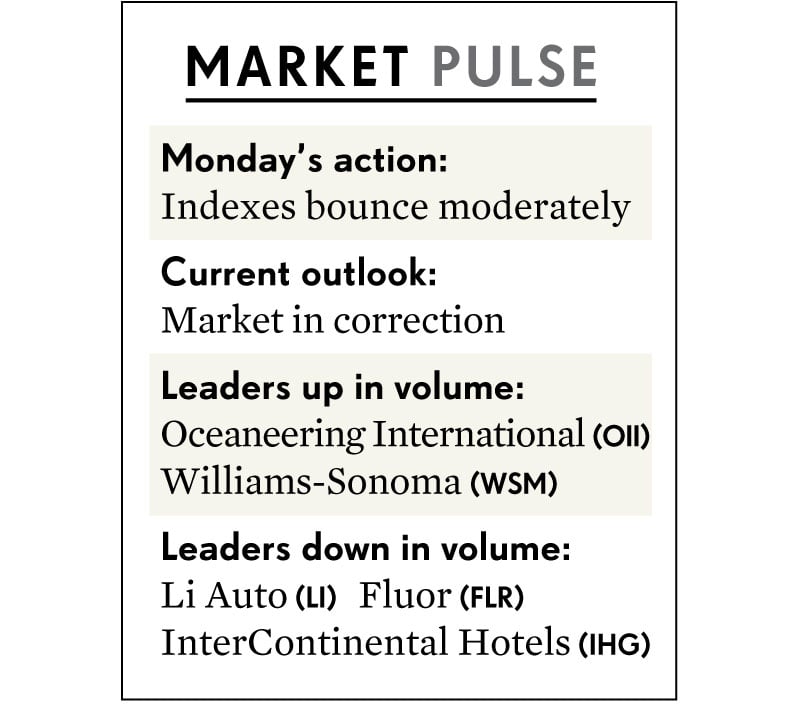 MARKET PULSE
Monday’s action:
Indexes bounce moderately
Current outlook:
Market in correction
Leaders up in volume:
Oceaneering International (OII)
Williams-Sonoma (WSM)
Leaders down in volume:
Li Auto (LI) Fluor (FLR)
InterContinental Hotels (IHG)